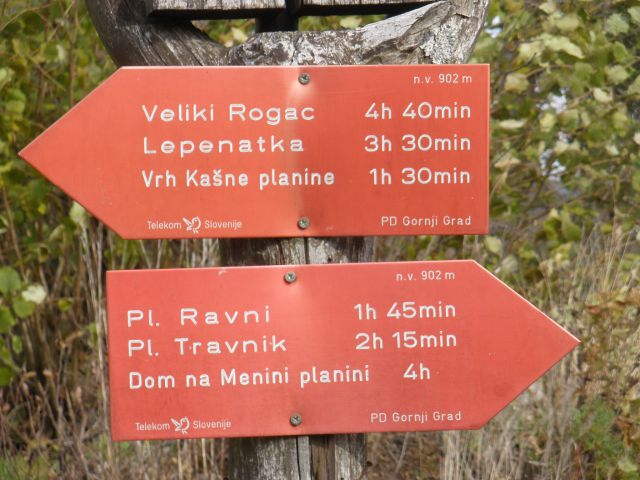 n.v. 902 m
Veliki Rogac 4h 40min
Lepenatka 3h 30min
Vrh Kašne planine 1h 30min
Telekom Slovenije PD Gornji Grad
n.v. 902 m
Pl. Ravni 1h 45min
Pl. Travnik 2h 15min
Dom na Menini planini 4h
Telekom Slovenije PD Gornji Grad